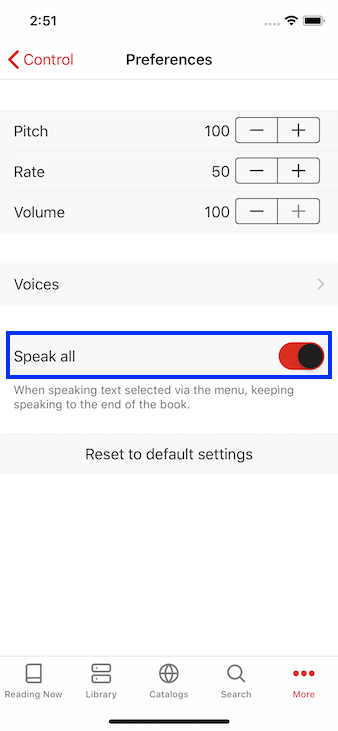 2:51
Control Preferences
Pitch 100
Rate 50
Volume 100
Voices
Speak all
When speaking text selected via the menu, keeping
speaking to the end of the book.
Reset to default settings
Reading Now Library Catalogs Search More